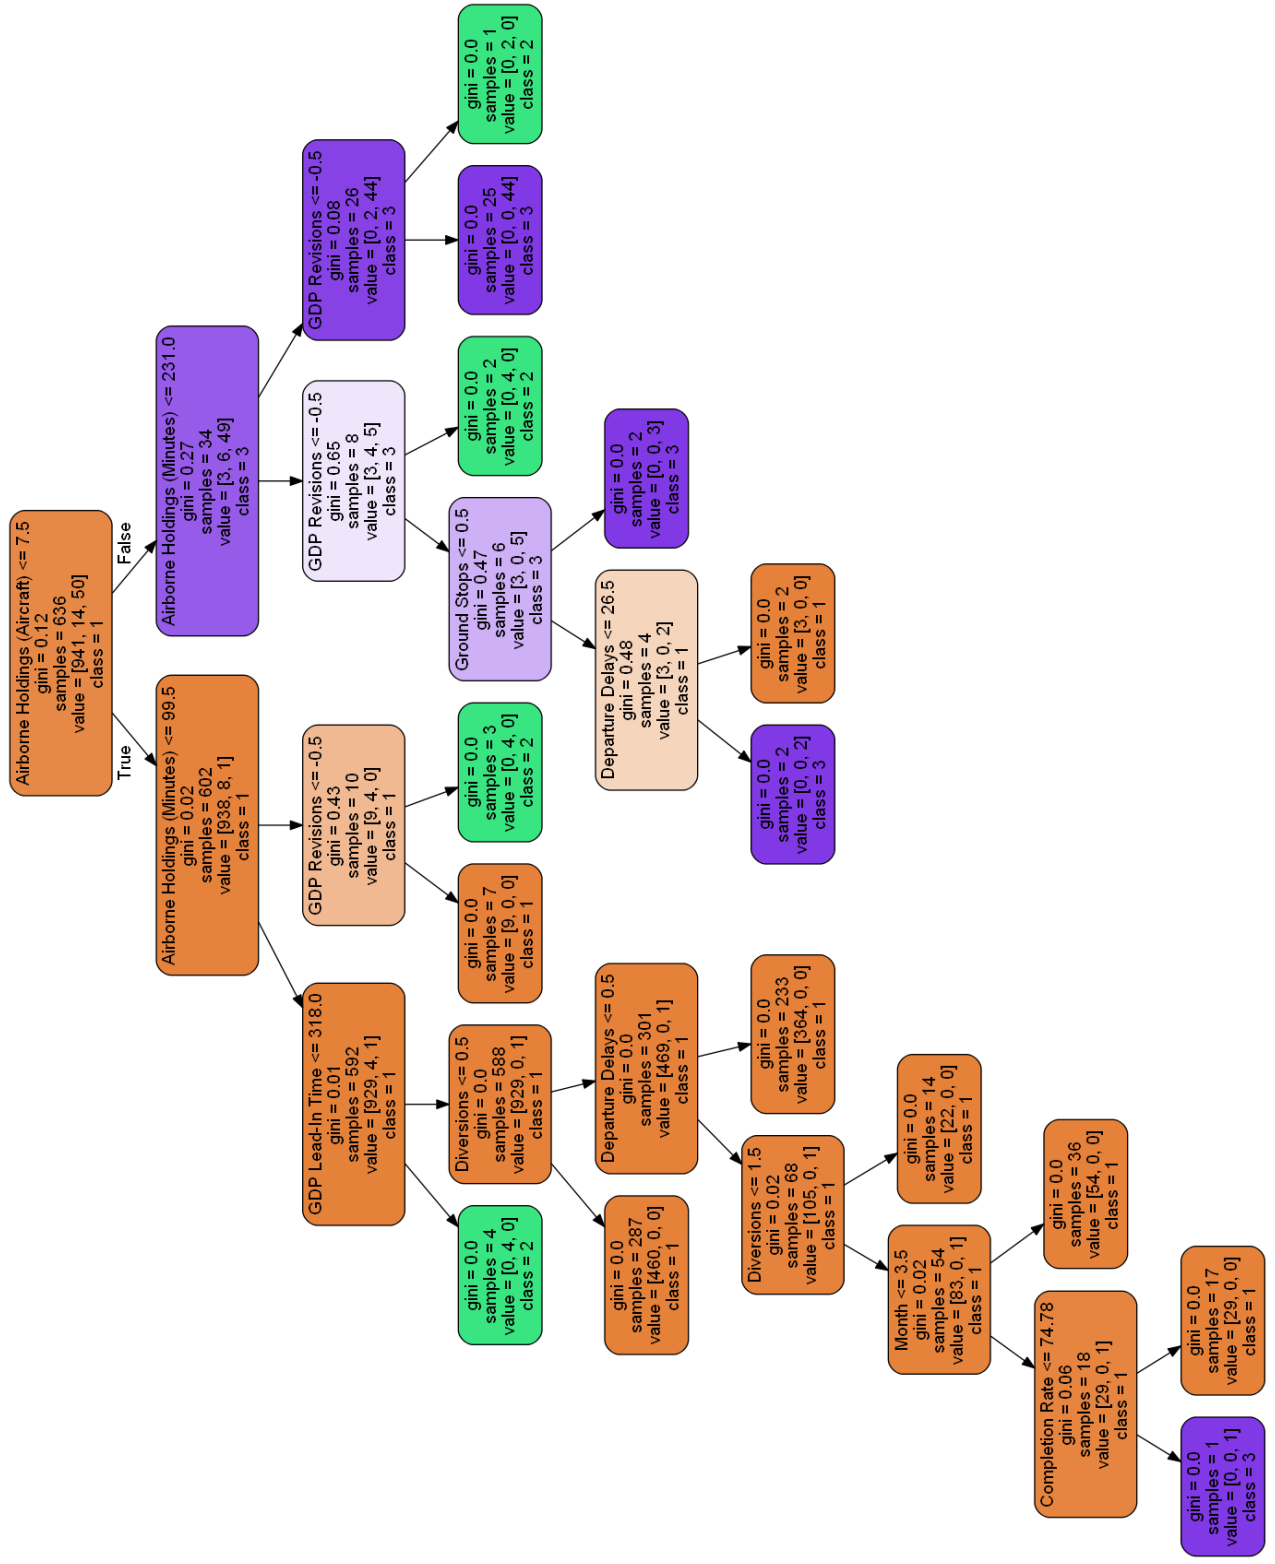 Airborne Holdings (Aircraft) <= 7.5
gini = 0.12
samples = 636
value = [941, 14, 50]
class = 1
True
False
Airborne Holdings (Minutes) <= 99.5
gini = 0.02
samples = 602
value = [938, 8, 1]
class = 1
Airborne Holdings (Minutes) <= 231.0
gini = 0.27
samples = 34
value = [3, 6, 49]
class = 3
GDP Lead-In Time <= 318.0
gini = 0.01
samples = 592
value = [929, 4, 1]
class = 1
GDP Revisions <= -0.5
gini = 0.43
samples = 10
value = [9, 4, 0]
class = 1
GDP Revisions <= -0.5
gini = 0.65
samples = 8
value = [3, 4, 5]
class = 3
GDP Revisions <= -0.5
gini = 0.08
samples = 26
value = [0, 2, 44]
class = 3
gini = 0.0
samples = 4
value = [0, 4, 0]
class = 2
Diversions <= 0.5
gini = 0.0
samples = 588
value = [929, 0, 1]
class = 1
gini = 0.0
samples = 7
value = [9, 0, 0]
class = 1
gini = 0.0
samples = 3
value = [0, 4, 0]
class = 2
Ground Stops <= 0.5
gini = 0.47
samples = 6
value = [3, 0, 5]
class = 3
gini = 0.0
samples = 2
value = [0, 4, 0]
class = 2
gini = 0.0
samples = 25
value = [0, 0, 44]
class = 3
gini = 0.0
samples = 1
value = [0, 2, 0]
class = 2
gini = 0.0
samples = 287
value = [460, 0, 0]
class = 1
Departure Delays <= 0.5
gini = 0.0
samples = 301
value = [469, 0, 1]
class = 1
Departure Delays <= 26.5
gini = 0.48
samples = 4
value = [3, 0, 2]
class = 1
gini = 0.0
samples = 2
value = [0, 0, 3]
class = 3
Diversions <= 1.5
gini = 0.02
samples = 68
value = [105, 0, 1]
class = 1
gini = 0.0
samples = 233
value = [364, 0, 0]
class = 1
gini = 0.0
samples = 2
value = [0, 0, 2]
class = 3
gini = 0.0
samples = 2
value = [3, 0, 0]
class = 1
Month <= 3.5
gini = 0.02
samples = 54
value = [83, 0, 1]
class = 1
gini = 0.0
samples = 14
value = [22, 0, 0]
class = 1
Completion Rate <= 74.78
gini = 0.06
samples = 18
value = [29, 0, 1]
class = 1
gini = 0.0
samples = 36
value = [54, 0, 0]
class = 1
gini = 0.0
samples = 1
value = [0, 0, 1]
class = 3
gini = 0.0
samples = 17
value = [29, 0, 0]
class = 1